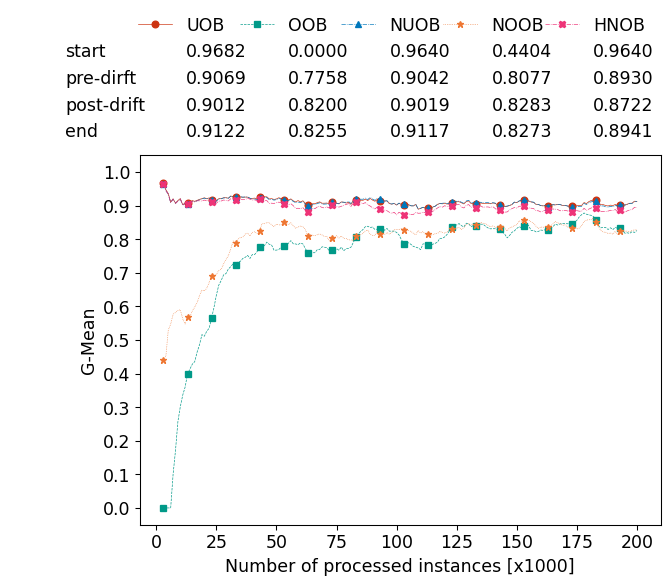 UOB OOB NUOB NOOB HNOB
start 0.9682 0.0000 0.9640 0.4404 0.9640
pre-dirft 0.9069 0.7758 0.9042 0.8077 0.8930
post-drift 0.9012 0.8200 0.9019 0.8283 0.8722
end 0.9122 0.8255 0.9117 0.8273 0.8941
1.0
0.9
0.8
0.7
0.6
0.5
0.4
0.3
0.2
0.1
0.0
G-Mean
0 25 50 75 100 125 150 175 200
Number of processed instances [x1000]